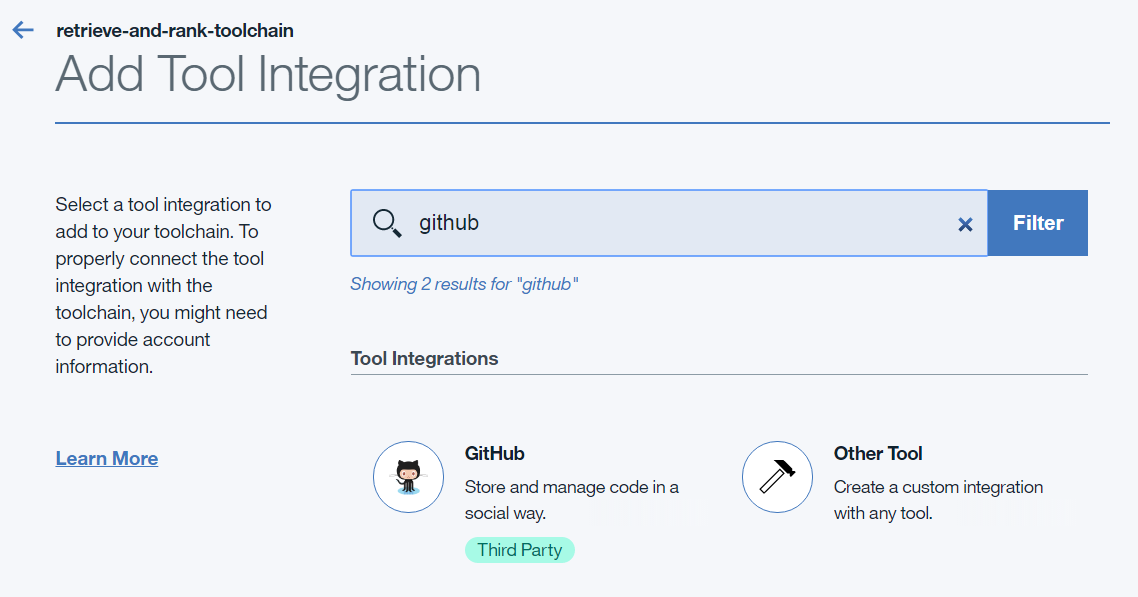 retrieve-and-rank-toolchain
Add Tool Integration
Select a tool integration to
add to your toolchain. To
properly connect the tool
integration with the
toolchain, you might need
to provide account
information.
Learn More
github
Filter
Showing 2 results for "github"
Tool Integrations
GitHub
Store and manage code in a
social way.
Third Party
Other Tool
Create a custom integration
with any tool.